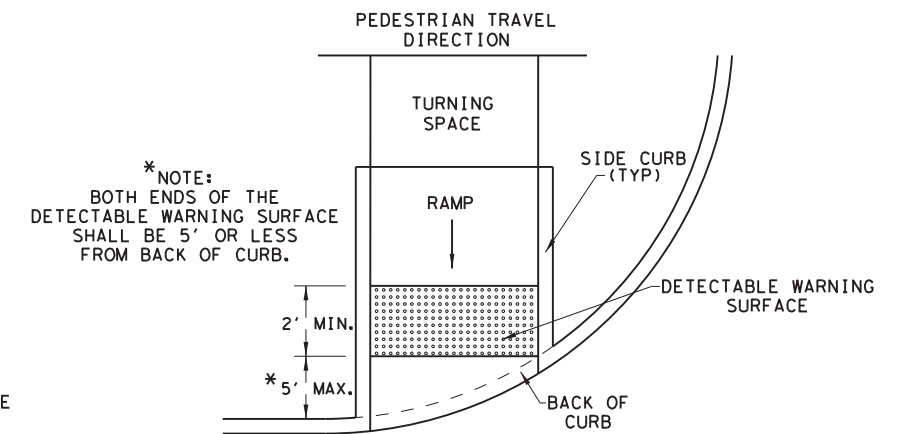 PEDESTRIAN TRAVEL
DIRECTION
TURNING
SPACE
SIDE CURB
(TYP)
*NOTE:
BOTH ENDS OF THE
DETECTABLE WARNING SURFACE
SHALL BE 5' OR LESS
FROM BACK OF CURB.
RAMP
DETECTABLE WARNING
SURFACE
2' MIN.
*5' MAX.
BACK OF
CURB
E